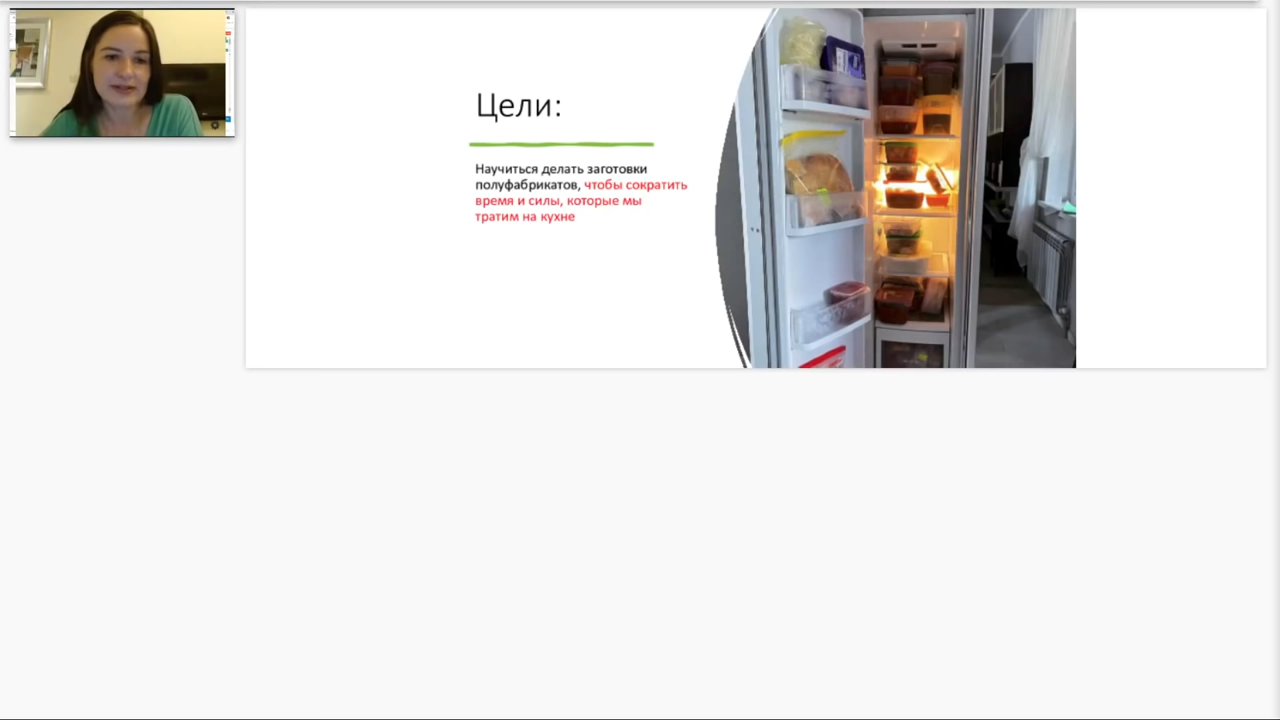 Цели:
Научиться делать заготовки
полуфабрикатов, чтобы сократить
время и силы, которые мы
тратим на кухне